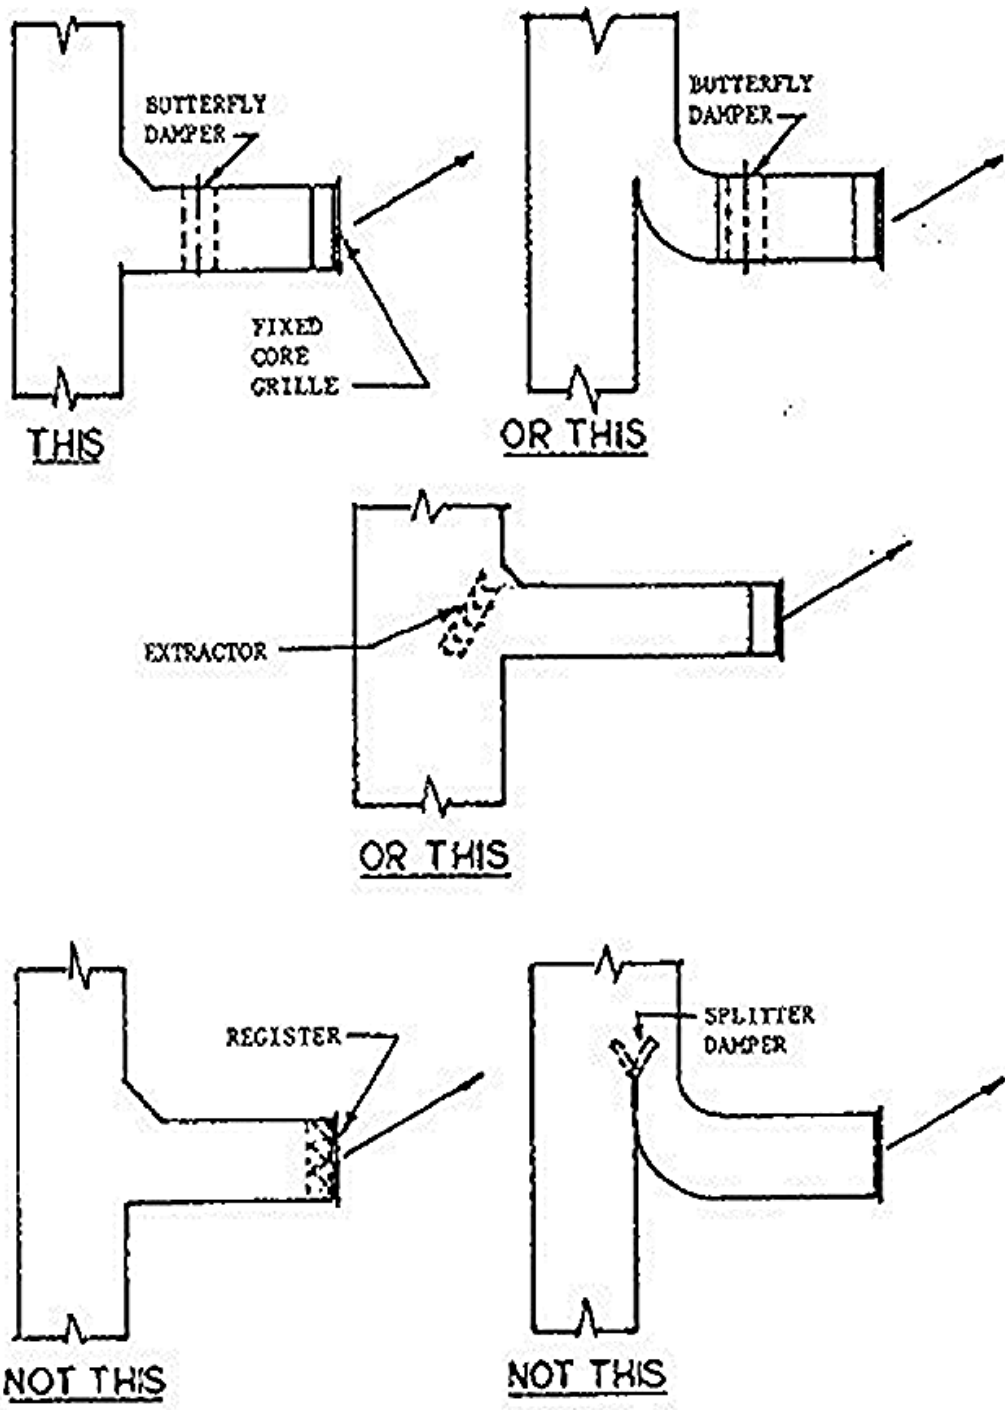 BUTTERFLY
DAMPER
FIXED
CORE
GRILLE
THIS
BUTTERFLY
DAMPER
OR THIS
EXTRACTOR
OR THIS
REGISTER
NOT THIS
SPLITTER
DAMPER
NOT THIS